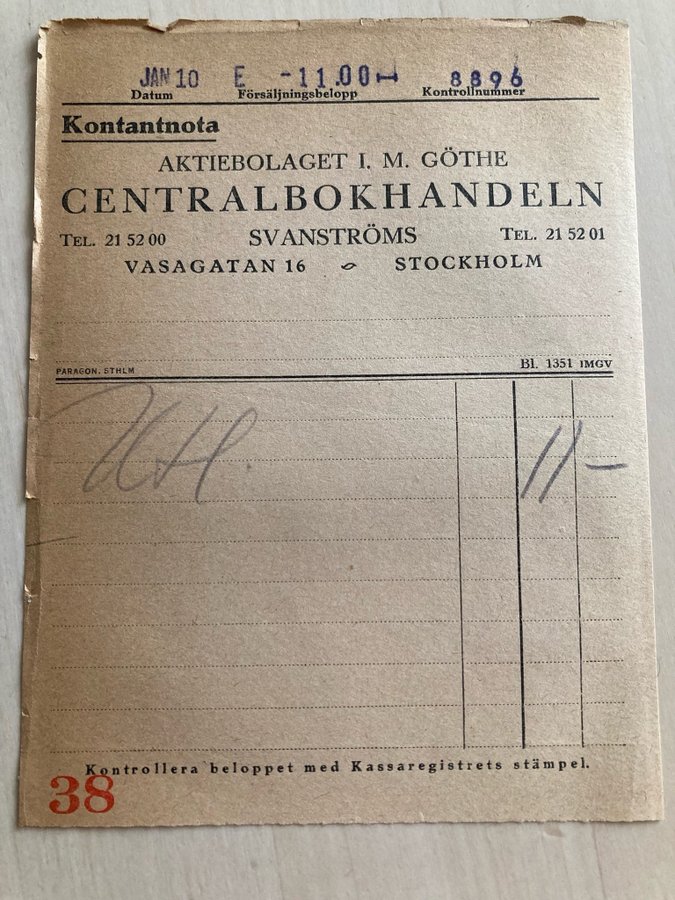 JAN 10 E -11.00
Datum Försäljningsbelopp Kontrollnummer
8896
Kontantnota
AKTIEBOLAGET I. M. GÖTHE
CENTRALBOKHANDELN
TEL. 21 52 00 SVANSTRÖMS TEL. 21 52 01
VASAGATAN 16 STOCKHOLM
PARAGON, STHLM Bl. 1351 IMGV
11-
Kontrollera beloppet med Kassaregistrets stämpel.
38